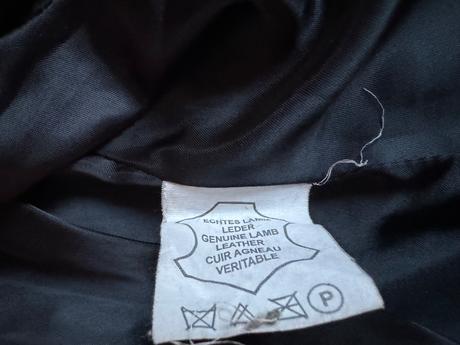 ECHTES LAMM
LEDER
GENUINE LAMB
LEATHER
CUIR AGNEAU
VERITABLE
P